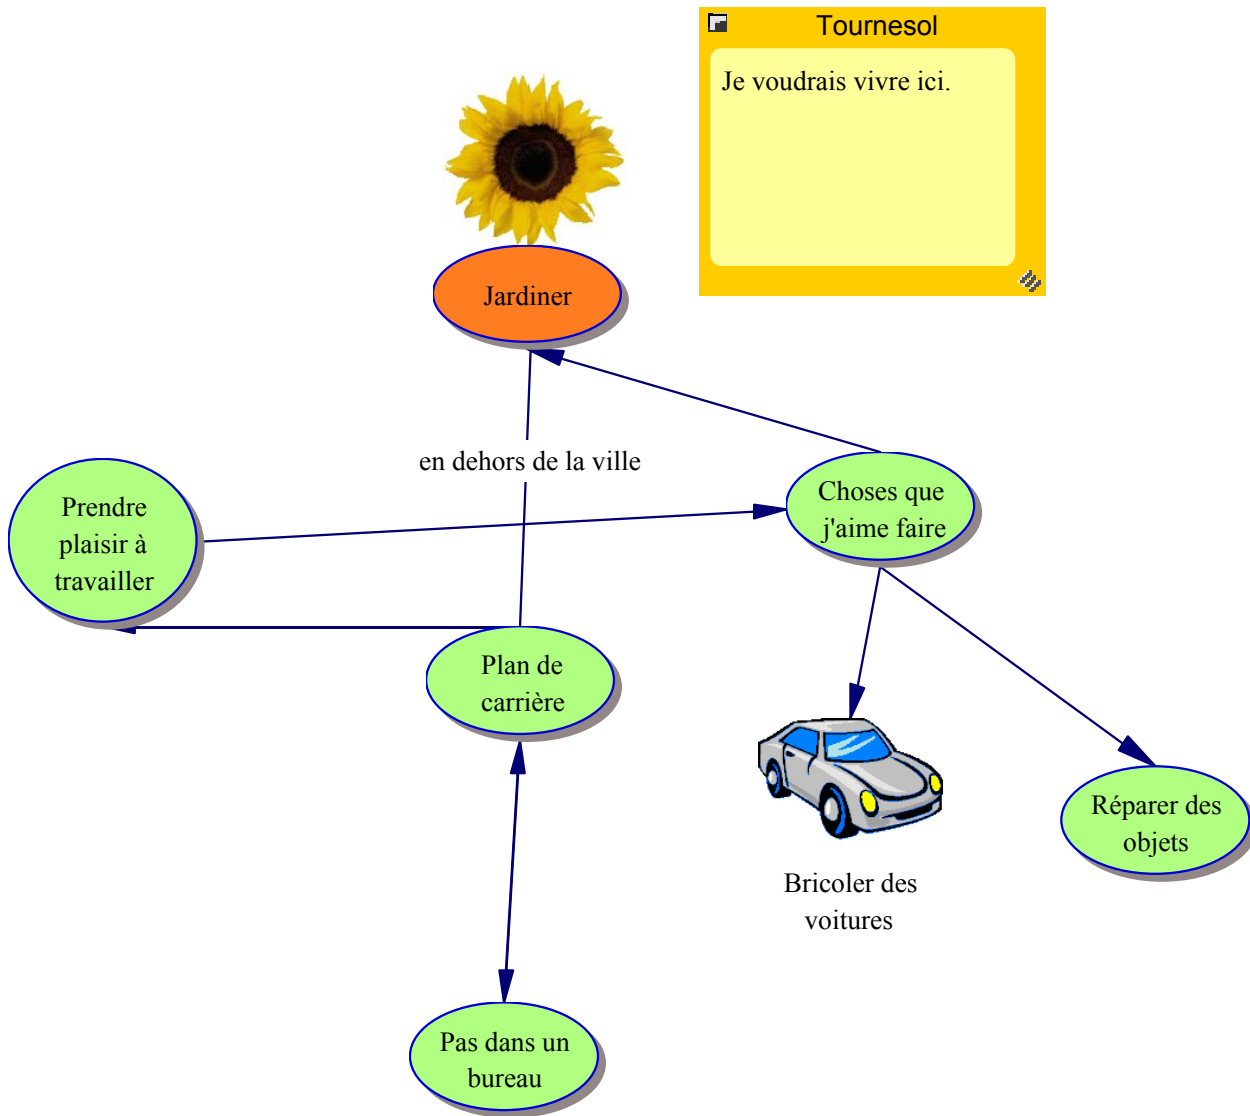 Tournesol
Je voudrais vivre ici.
Jardiner
en dehors de la ville
Choses que
j'aime faire
Prendre
plaisir à
travailler
Plan de
carrière
Réparer des
objets
Bricoler des
voitures
Pas dans un
bureau